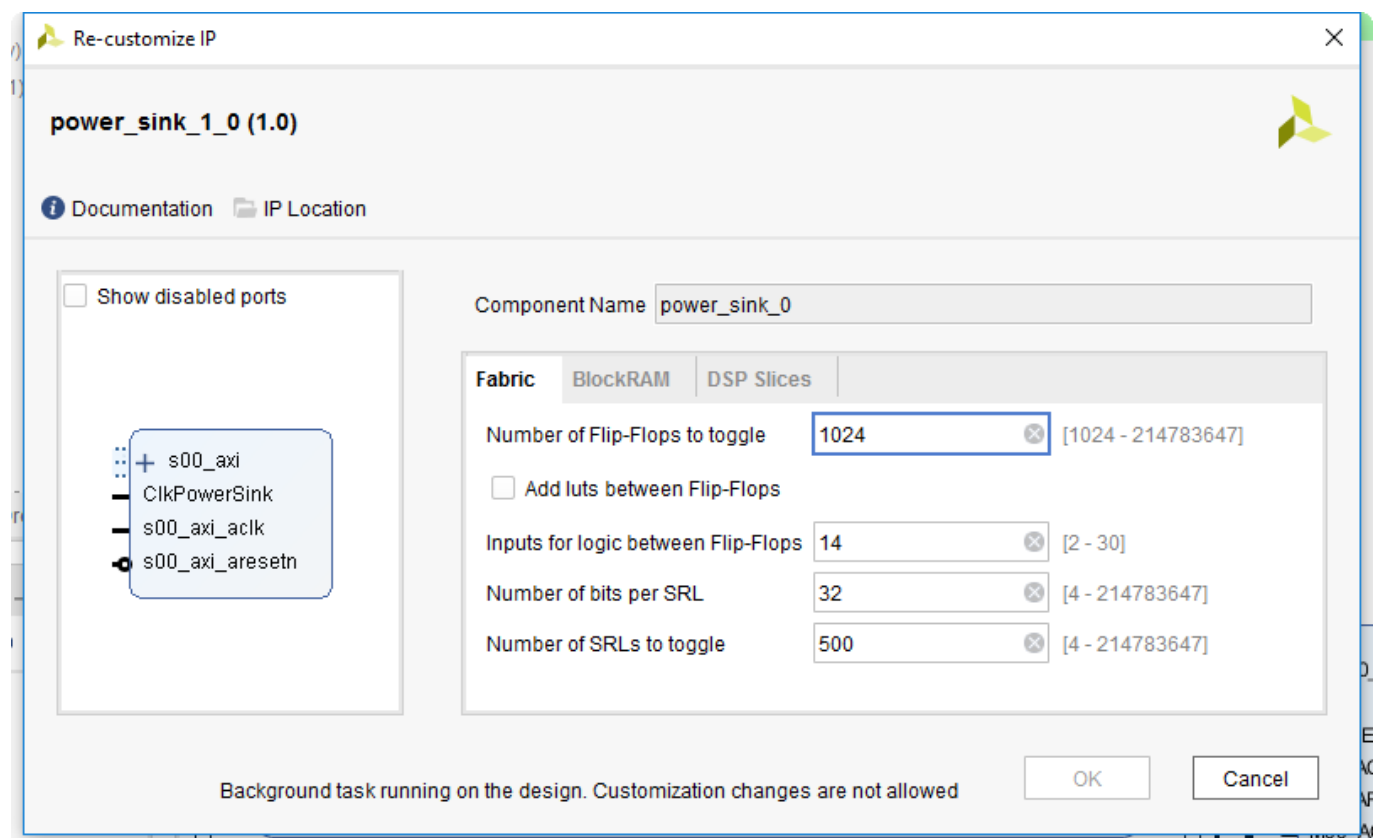 Re-customize IP
power_sink_1_0 (1.0)
Documentation IP Location
Show disabled ports
s00_axi
ClkPowerSink
s00_axi_aclk
s00_axi_aresetn
Component Name power_sink_0
Fabric BlockRAM DSP Slices
Number of Flip-Flops to toggle 1024 [1024 - 214783647]
Add luts between Flip-Flops
Inputs for logic between Flip-Flops 14 [2 - 30]
Number of bits per SRL 32 [4 - 214783647]
Number of SRLs to toggle 500 [4 - 214783647]
Background task running on the design. Customization changes are not allowed
OK Cancel